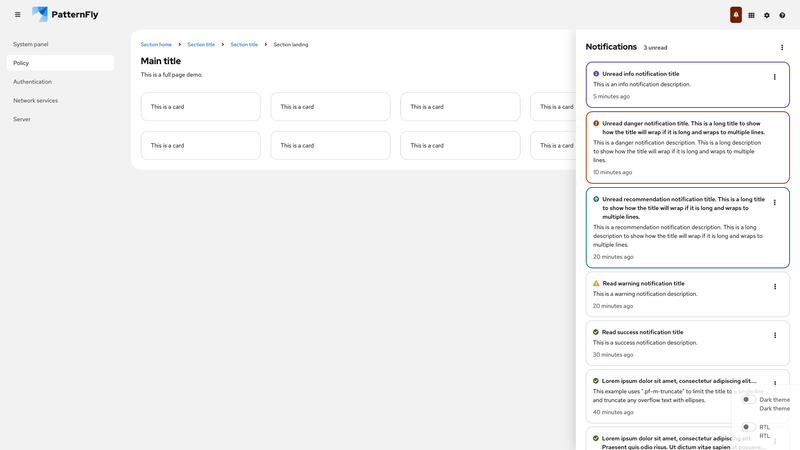 PatternFly
System panel
Policy
Authentication
Network services
Server
Section home
Section title
Section title
Section landing
Main title
This is a full page demo.
This is a card
This is a card
This is a card
This is a card
This is a card
This is a card
This is a card
This is a card
Notifications
3 unread
Unread info notification title
This is an info notification description.
5 minutes ago
Unread danger notification title. This is a long title to show
how the title will wrap if it is long and wraps to multiple lines.
This is a danger notification description. This is a long description
to show how the title will wrap if it is long and wraps to multiple
lines.
10 minutes ago
Unread recommendation notification title. This is a long title
to show how the title will wrap if it is long and wraps to
multiple lines.
This is a recommendation notification description. This is a long
description to show how the title will wrap if it is long and wraps to
multiple lines.
20 minutes ago
Read warning notification title
This is a warning notification description.
20 minutes ago
Read success notification title
This is a success notification description.
30 minutes ago
Lorem ipsum dolor sit amet, consectetur adipiscing elit....
This example uses ".pf-m-truncate" to limit the title to a single line
and truncate any overflow text with ellipses.
40 minutes ago
Lorem ipsum dolor sit amet, consectetur adipiscing elit.
Praesent quis odio risus. Ut dictum vitae sapien at
Dark theme
Dark theme
RTL
RTL